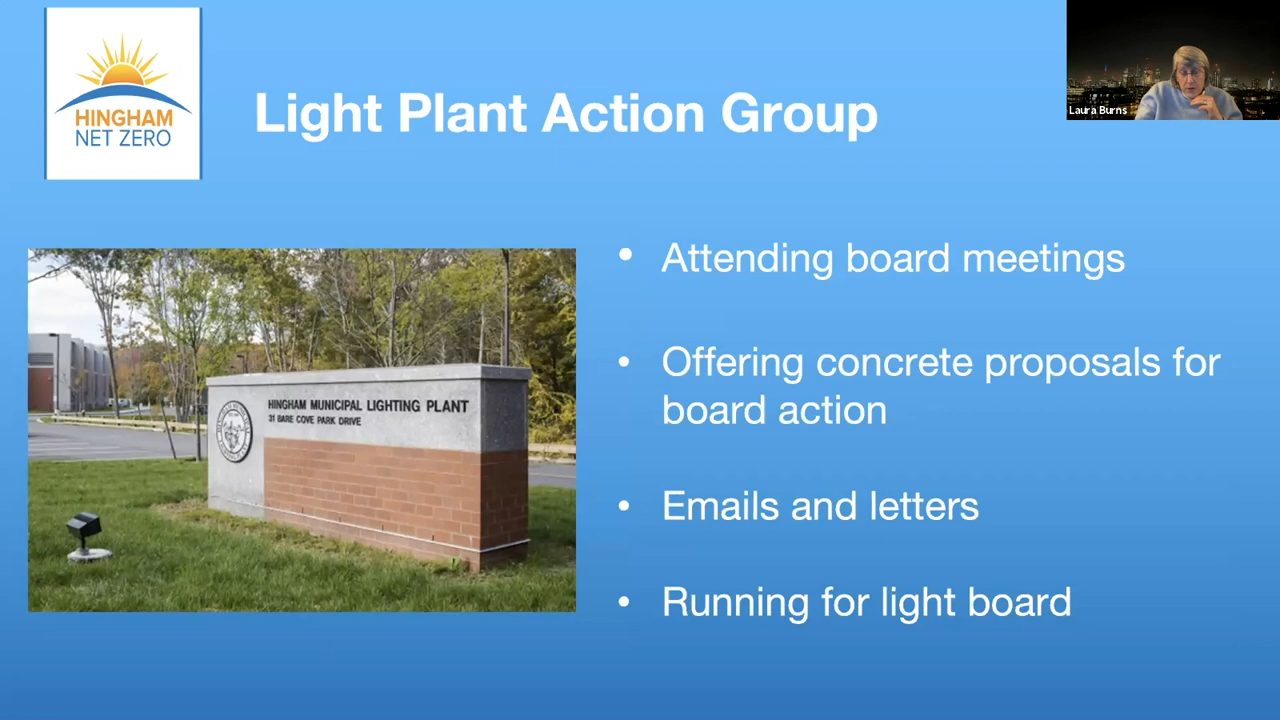 HINGHAM
NET ZERO
Light Plant Action Group
Laura Burns
HINGHAM MUNICIPAL LIGHTING PLANT
31 BARE COVE PARK DRIVE
• Attending board meetings
• Offering concrete proposals for
board action
• Emails and letters
• Running for light board